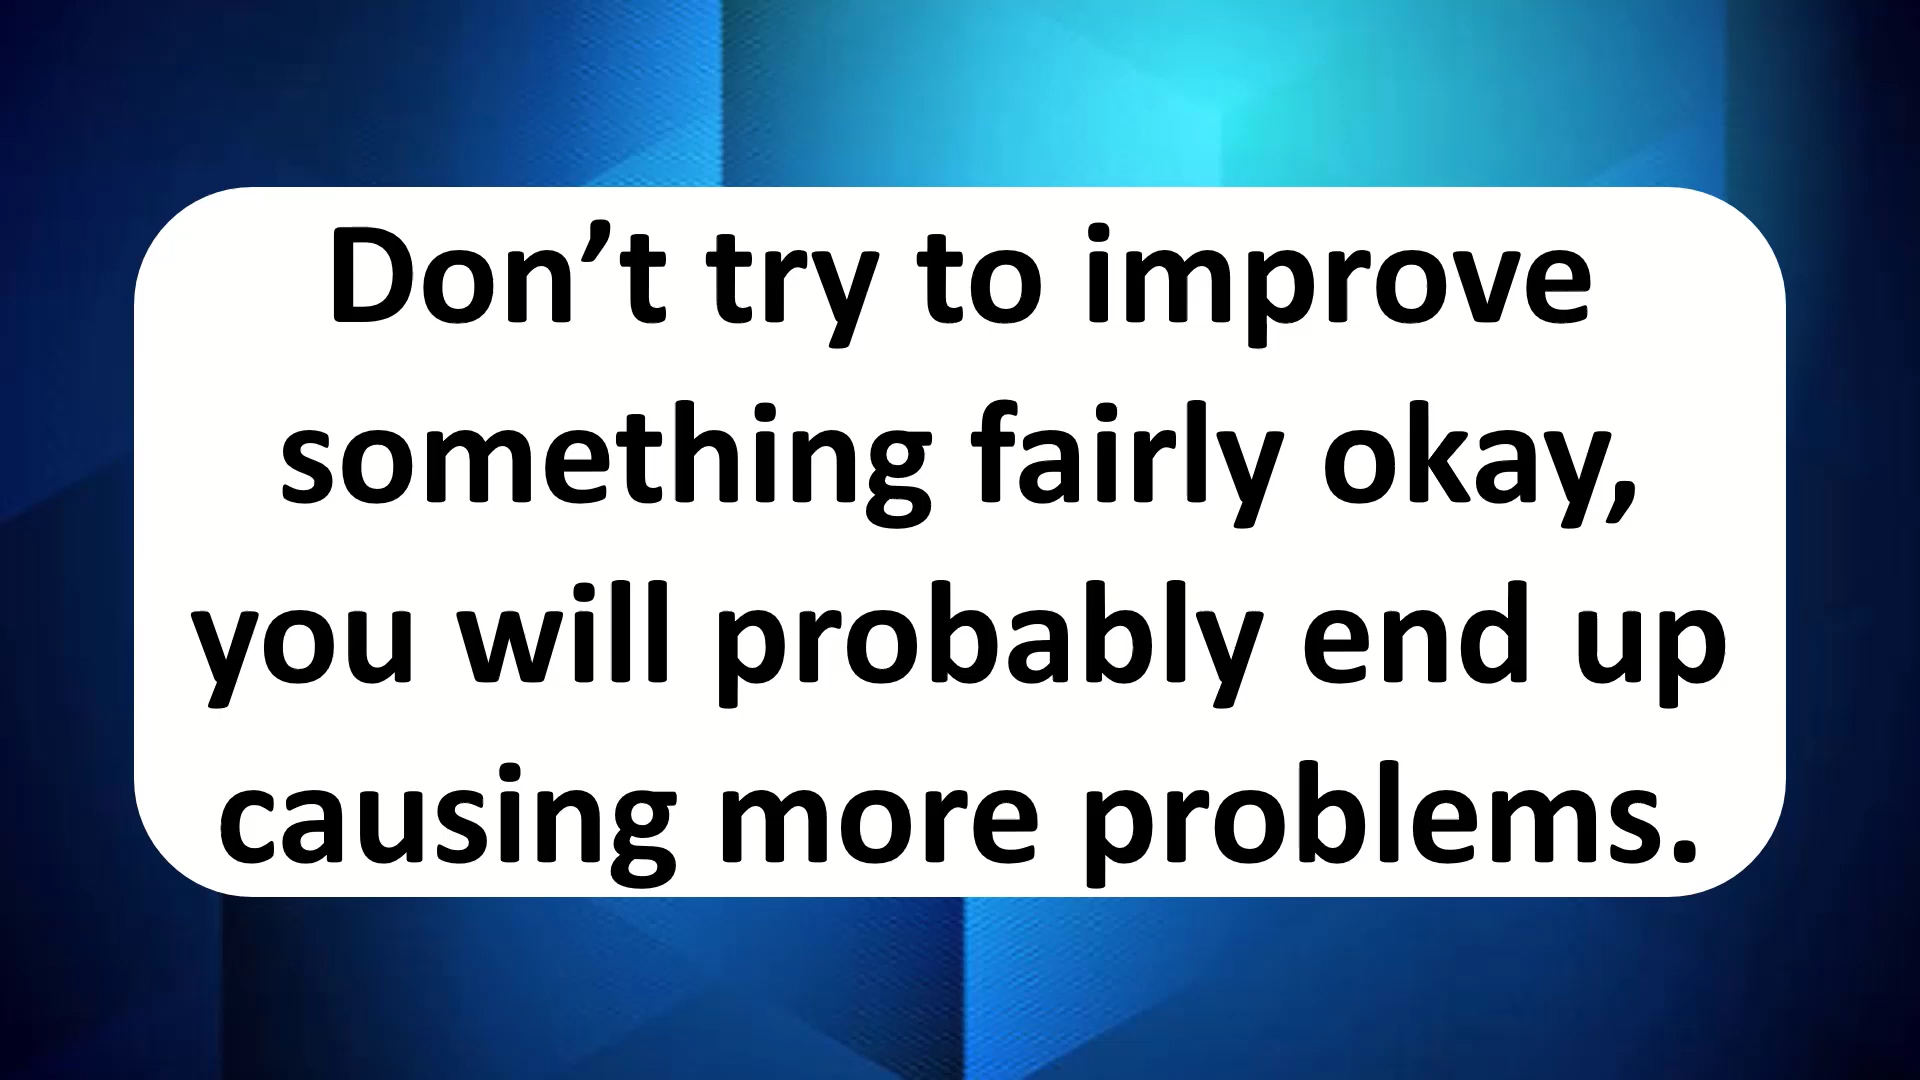 Don’t try to improve
something fairly okay,
you will probably end up
causing more problems.